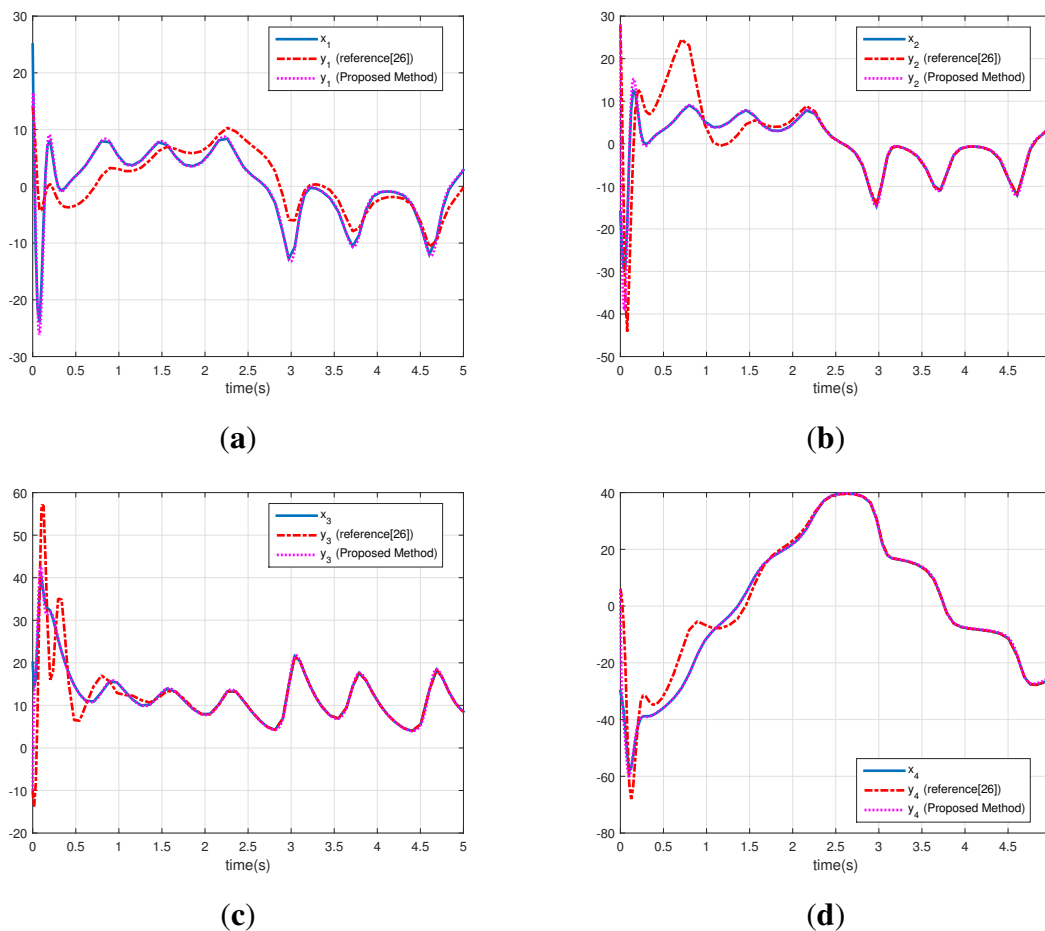 30
20
10
0
-10
-20
-30
0 0.5 1 1.5 2 2.5 3 3.5 4 4.5 5
time(s)
x1
y1 (reference[26])
y1 (Proposed Method)
(a)
30
20
10
0
-10
-20
-30
-40
-50
0 0.5 1 1.5 2 2.5 3 3.5 4 4.5
time(s)
x2
y2 (reference[26])
y2 (Proposed Method)
(b)
60
50
40
30
20
10
0
-10
-20
0 0.5 1 1.5 2 2.5 3 3.5 4 4.5 5
time(s)
x3
y3 (reference[26])
y3 (Proposed Method)
(c)
40
20
0
-20
-40
-60
-80
0 0.5 1 1.5 2 2.5 3 3.5 4 4.5
time(s)
x4
y4 (reference[26])
y4 (Proposed Method)
(d)